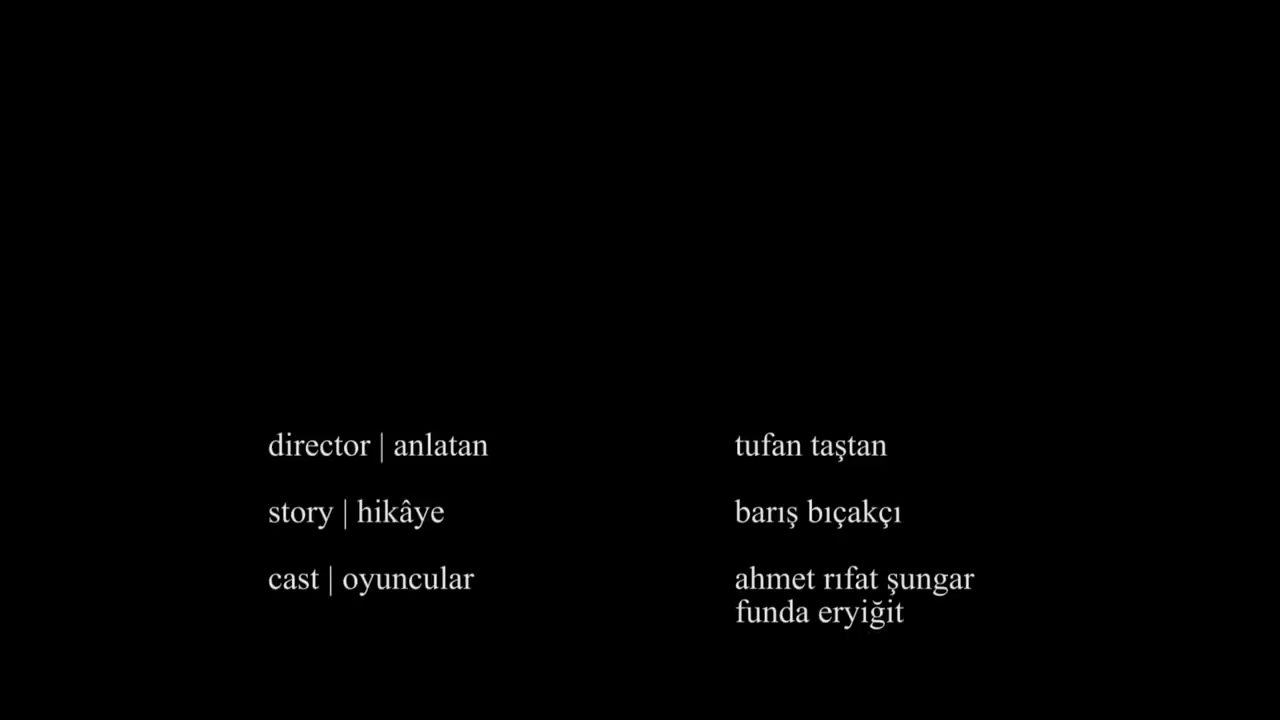 director | anlatan tufan taştan
story | hikâye barış bıçakçı
cast | oyuncular ahmet rıfat şungar
funda eryiğit